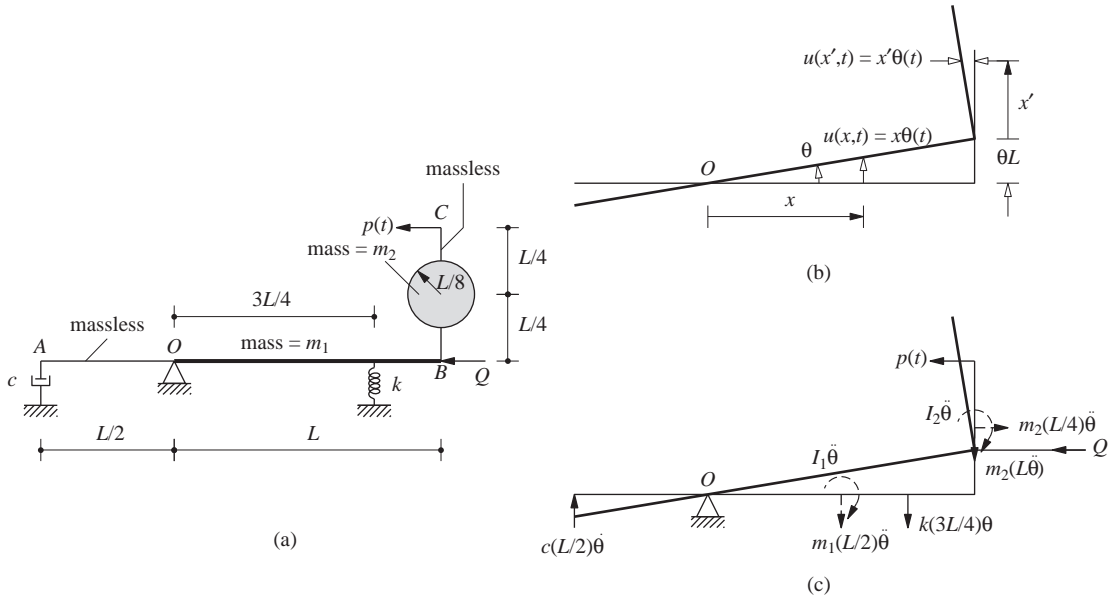 massless
C
p(t)
mass = m₂
L/8
L/4
L/4
3L/4
massless
A
O
mass = m₁
B
Q
c
k
L/2
L
(a)
u(x′,t) = x′θ(t)
x′
u(x,t) = xθ(t)
θ
O
θL
x
(b)
p(t)
I₂θ̈
m₂(L/4)θ̈
Q
I₁θ̈
m₂(Lθ̈)
O
k(3L/4)θ
c(L/2)θ̇
m₁(L/2)θ̈
(c)